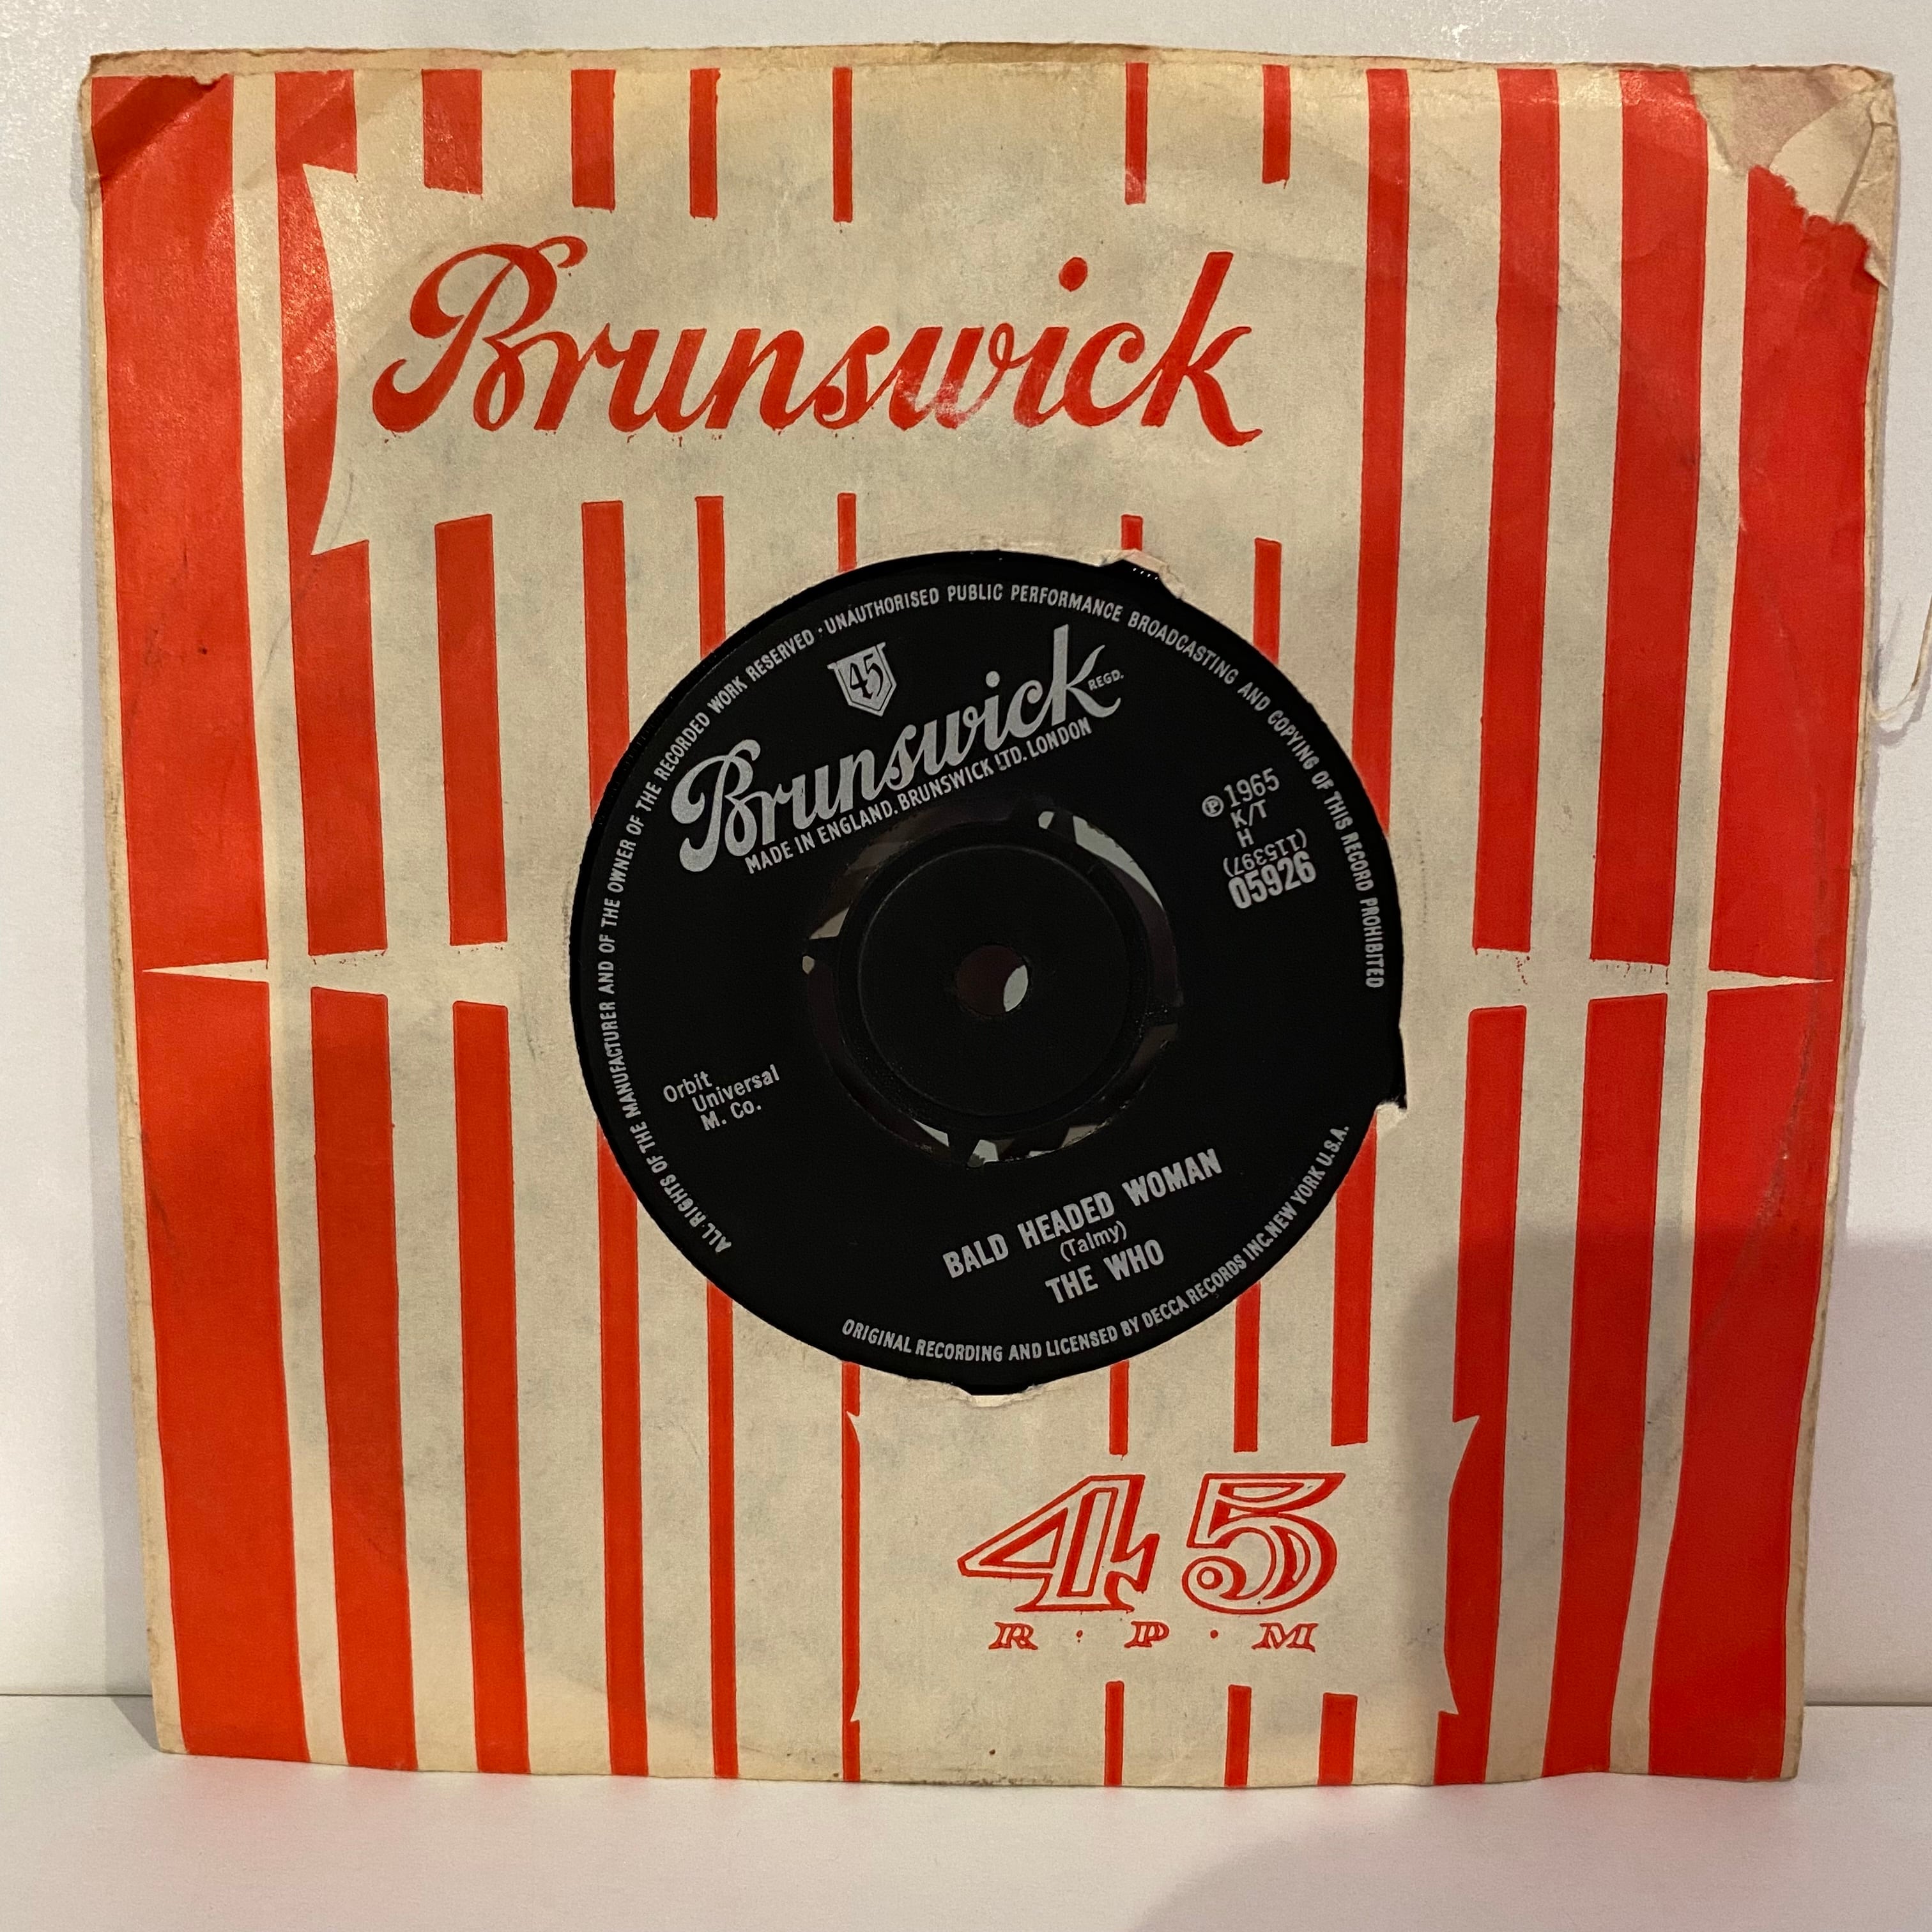 Brunswick
ALL RIGHTS OF THE MANUFACTURER AND OF THE OWNER OF THE RECORDED WORK RESERVED · UNAUTHORISED PUBLIC PERFORMANCE BROADCASTING AND COPYING OF THIS RECORD PROHIBITED
45
Brunswick REGD.
MADE IN ENGLAND. BRUNSWICK LTD. LONDON
℗ 1965
K/T
H
(115397)
05926
Orbit
Universal
M. Co.
BALD HEADED WOMAN
(Talmy)
THE WHO
ORIGINAL RECORDING AND LICENSED BY DECCA RECORDS INC. NEW YORK U.S.A.
45
R · P · M